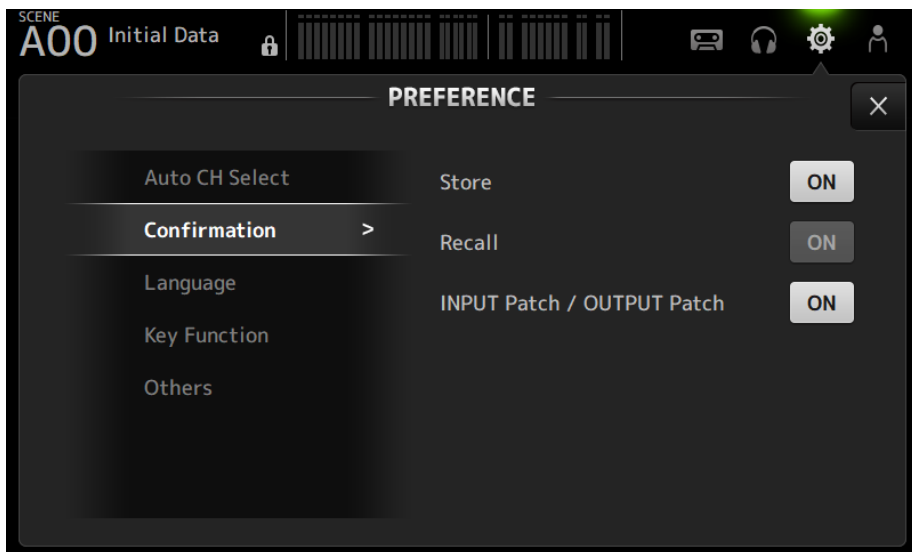 SCENE
A00 Initial Data
PREFERENCE
Auto CH Select
Confirmation >
Language
Key Function
Others
Store ON
Recall ON
INPUT Patch / OUTPUT Patch ON